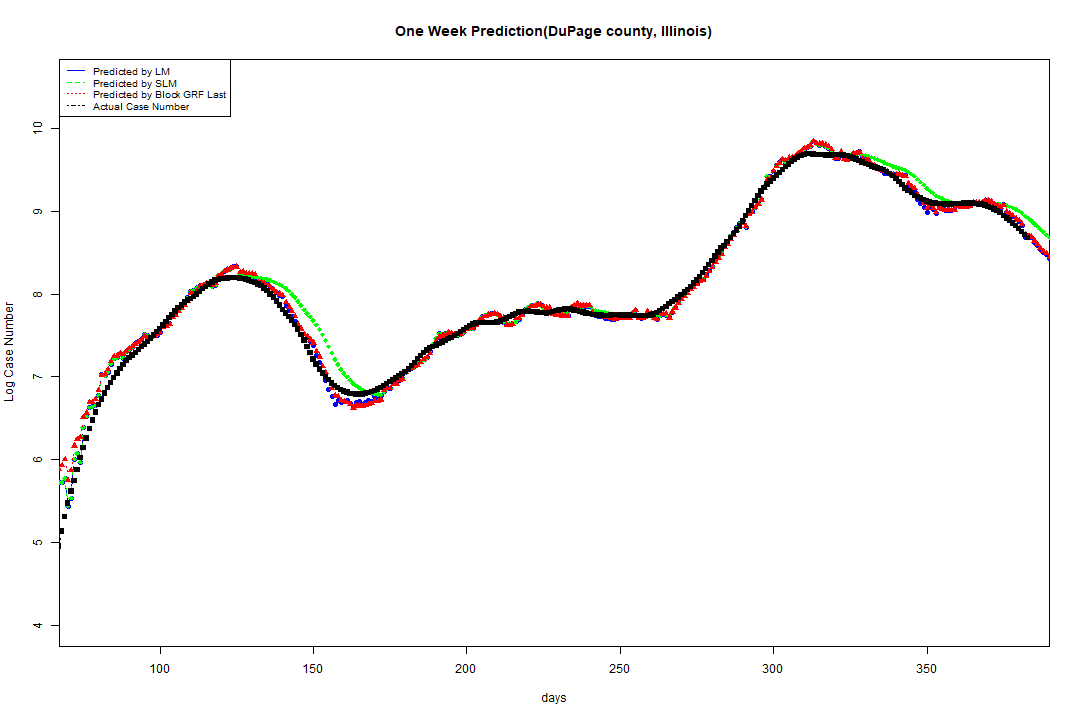 One Week Prediction(DuPage county, Illinois)
Predicted by LM
Predicted by SLM
Predicted by Block GRF Last
Actual Case Number
10
9
8
7
6
5
4
Log Case Number
100 150 200 250 300 350
days